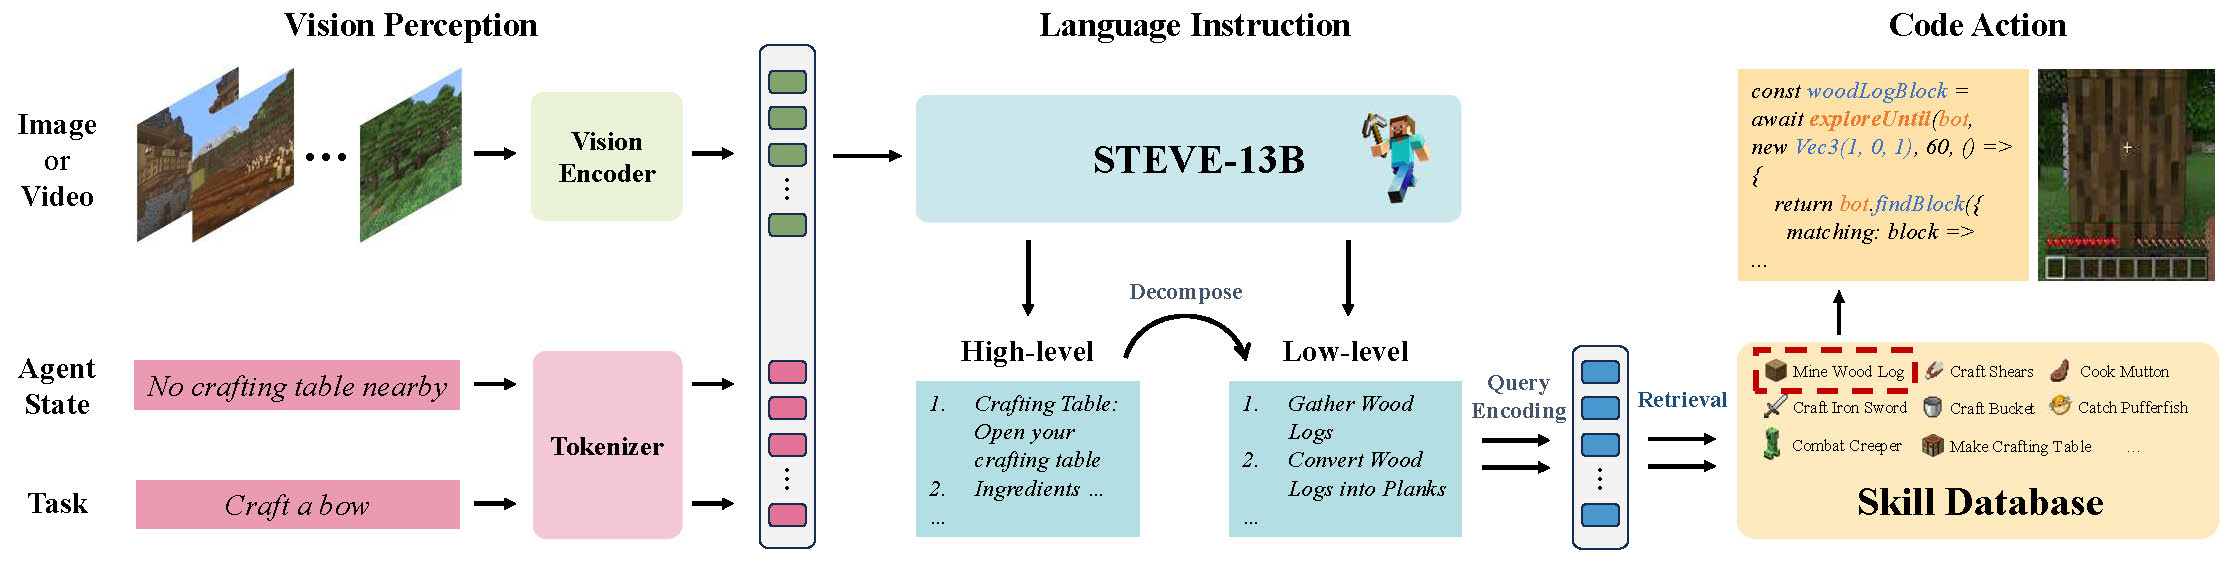 Vision Perception
Language Instruction
Code Action
Image
or
Video
Vision
Encoder
STEVE-13B
const woodLogBlock =
await exploreUntil(bot,
new Vec3(1, 0, 1), 60, () =>
{
return bot.findBlock({
matching: block =>
...
Decompose
High-level
Low-level
Agent
State
No crafting table nearby
Tokenizer
Task
Craft a bow
1. Crafting Table:
Open your
crafting table
2. Ingredients ...
...
1. Gather Wood
Logs
2. Convert Wood
Logs into Planks
...
Query
Encoding
Retrieval
Mine Wood Log
Craft Shears
Cook Mutton
Craft Iron Sword
Craft Bucket
Catch Pufferfish
Combat Creeper
Make Crafting Table
...
Skill Database